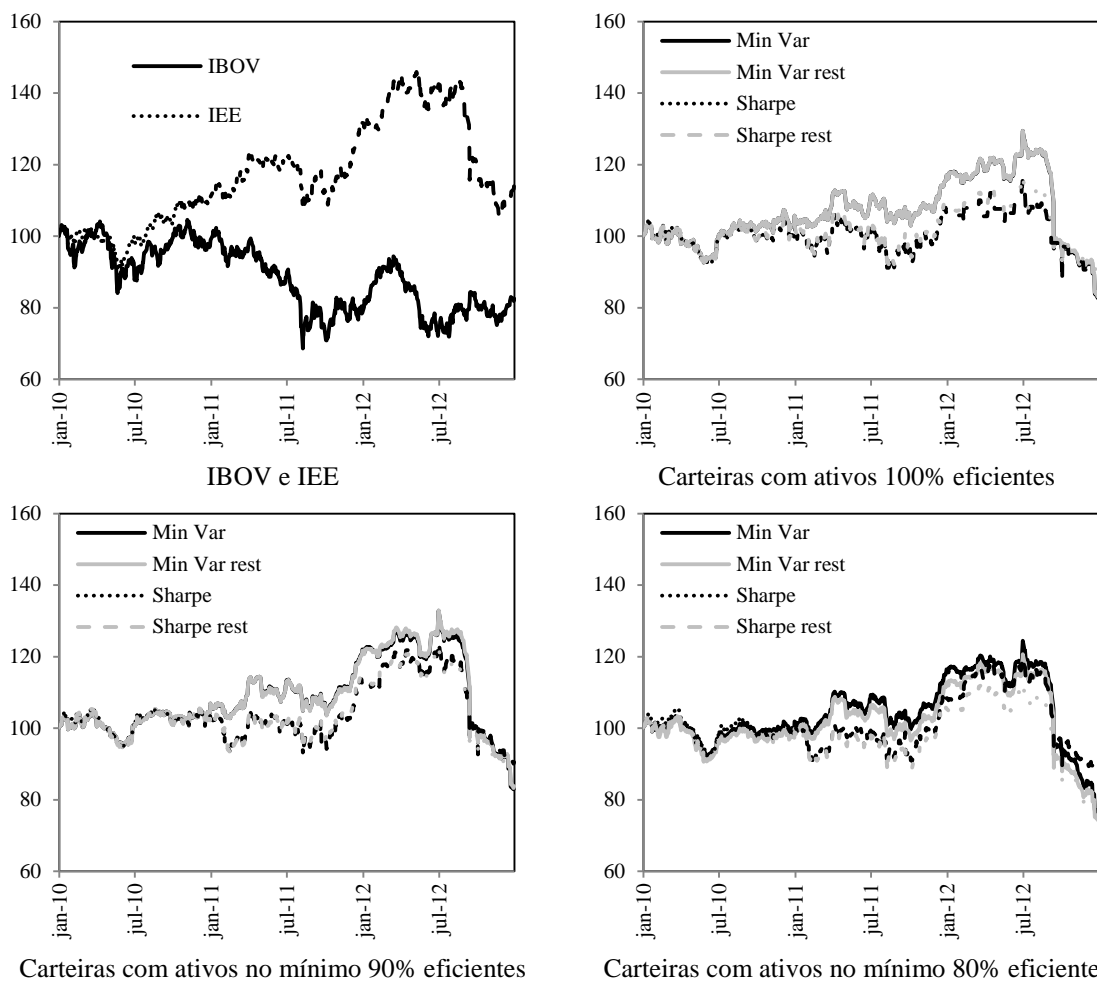 160
140
120
100
80
60
IBOV
IEE
jan-10
jul-10
jan-11
jul-11
jan-12
jul-12
IBOV e IEE
160
140
120
100
80
60
Min Var
Min Var rest
Sharpe
Sharpe rest
jan-10
jul-10
jan-11
jul-11
jan-12
jul-12
Carteiras com ativos 100% eficientes
160
140
120
100
80
60
Min Var
Min Var rest
Sharpe
Sharpe rest
jan-10
jul-10
jan-11
jul-11
jan-12
jul-12
Carteiras com ativos no mínimo 90% eficientes
160
140
120
100
80
60
Min Var
Min Var rest
Sharpe
Sharpe rest
jan-10
jul-10
jan-11
jul-11
jan-12
jul-12
Carteiras com ativos no mínimo 80% eficiente